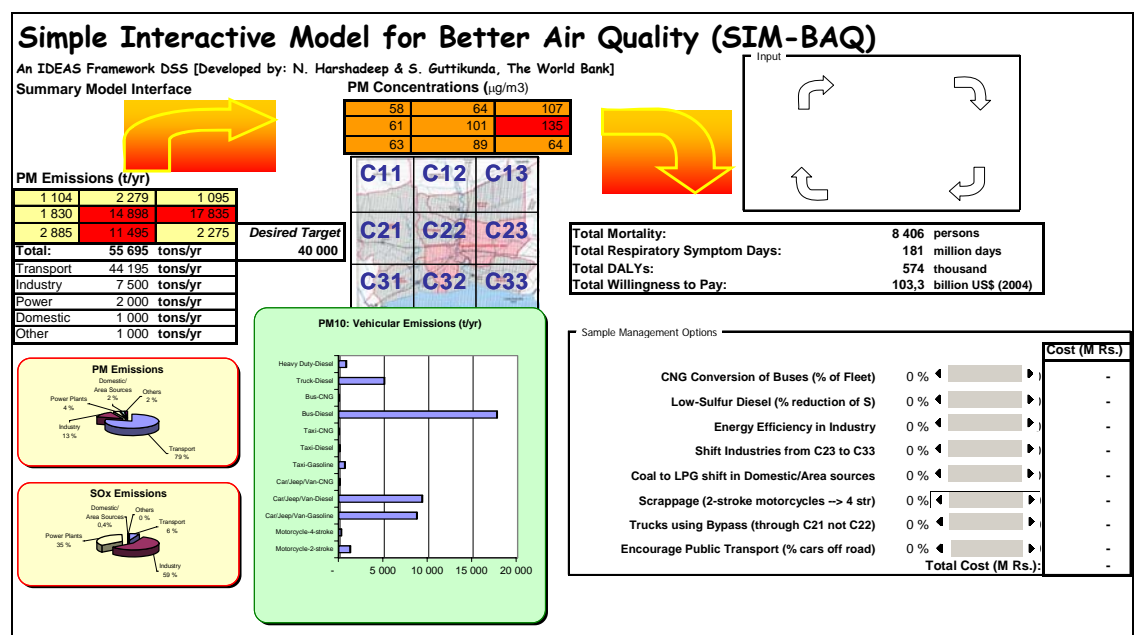 Simple Interactive Model for Better Air Quality (SIM-BAQ)
An IDEAS Framework DSS [Developed by: N. Harshadeep & S. Guttikunda, The World Bank]
Summary Model Interface
PM Concentrations (µg/m3)
58 64 107
61 101 135
63 89 64
Input
C11 C12 C13
C21 C22 C23
C31 C32 C33
PM Emissions (t/yr)
1 104 2 279 1 095
1 830 14 898 17 835
2 885 11 495 2 275
Desired Target
Total: 55 695 tons/yr 40 000
Transport 44 195 tons/yr
Industry 7 500 tons/yr
Power 2 000 tons/yr
Domestic 1 000 tons/yr
Other 1 000 tons/yr
Total Mortality: 8 406 persons
Total Respiratory Symptom Days: 181 million days
Total DALYs: 574 thousand
Total Willingness to Pay: 103,3 billion US$ (2004)
PM Emissions
Domestic/
Area Sources
2 %
Others
2 %
Power Plants
4 %
Industry
13 %
Transport
79 %
SOx Emissions
Domestic/
Area Sources
0,4%
Others
0 %
Transport
6 %
Power Plants
35 %
Industry
59 %
PM10: Vehicular Emissions (t/yr)
Heavy Duty-Diesel
Truck-Diesel
Bus-CNG
Bus-Diesel
Taxi-CNG
Taxi-Diesel
Taxi-Gasoline
Car/Jeep/Van-CNG
Car/Jeep/Van-Diesel
Car/Jeep/Van-Gasoline
Motorcycle-4-stroke
Motorcycle-2-stroke
- 5 000 10 000 15 000 20 000
Sample Management Options
Cost (M Rs.)
CNG Conversion of Buses (% of Fleet) 0 % -
Low-Sulfur Diesel (% reduction of S) 0 % -
Energy Efficiency in Industry 0 % -
Shift Industries from C23 to C33 0 % -
Coal to LPG shift in Domestic/Area sources 0 % -
Scrappage (2-stroke motorcycles --> 4 str) 0 % -
Trucks using Bypass (through C21 not C22) 0 % -
Encourage Public Transport (% cars off road) 0 % -
Total Cost (M Rs.): -